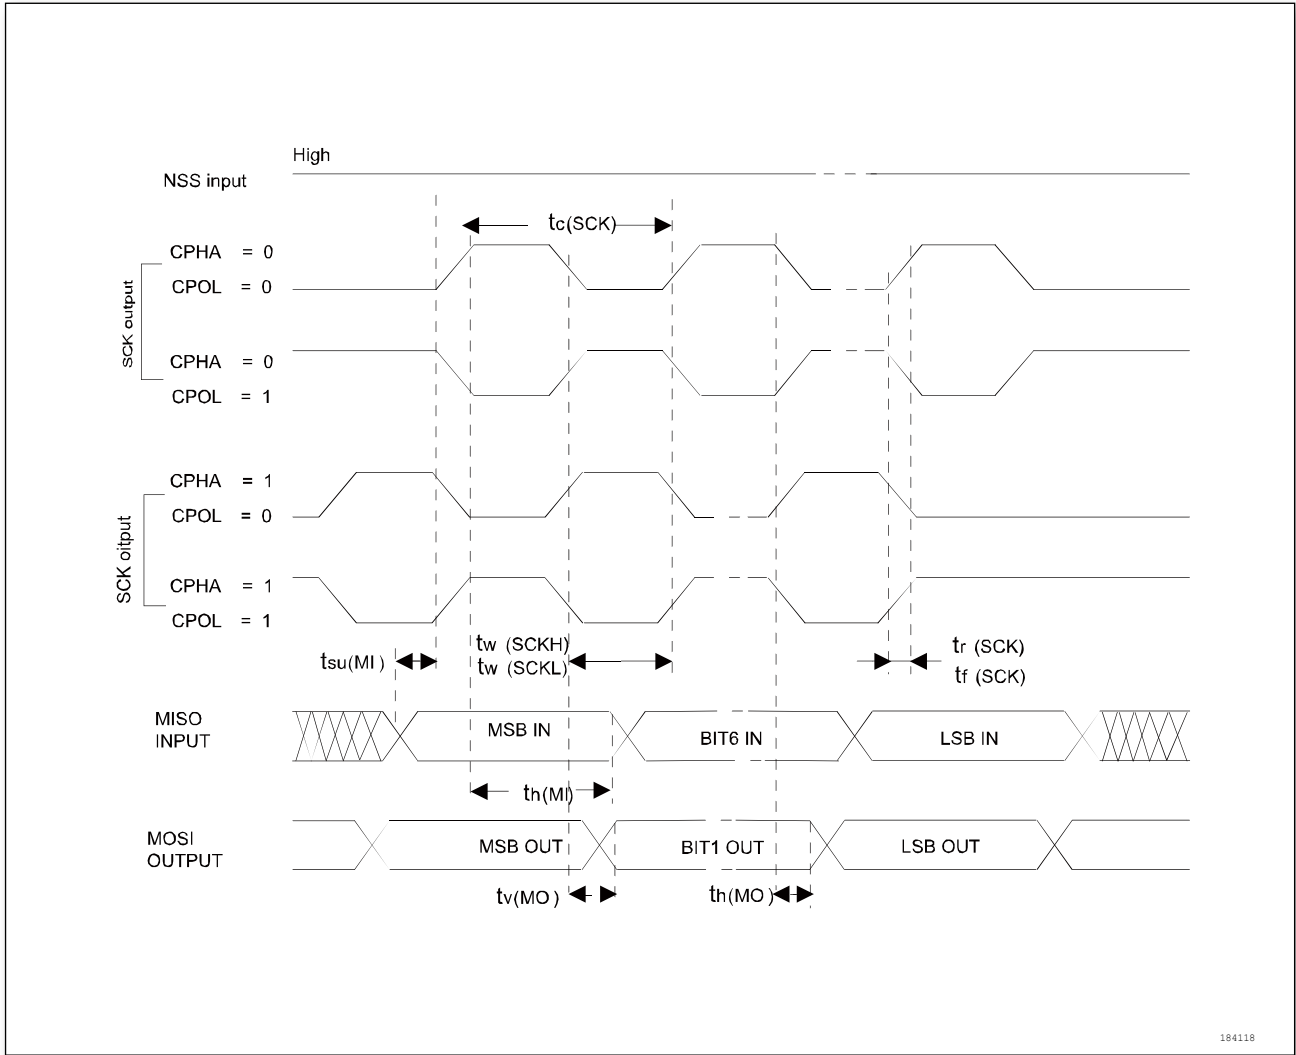 High
NSS input
tc(SCK)
CPHA = 0
CPOL = 0
SCK output
CPHA = 0
CPOL = 1
CPHA = 1
CPOL = 0
SCK oitput
CPHA = 1
CPOL = 1
tsu(MI)
tw (SCKH)
tw (SCKL)
tr (SCK)
tf (SCK)
MISO
INPUT
MSB IN
BIT6 IN
LSB IN
th(MI)
MOSI
OUTPUT
MSB OUT
BIT1 OUT
LSB OUT
tv(MO)
th(MO)
184118